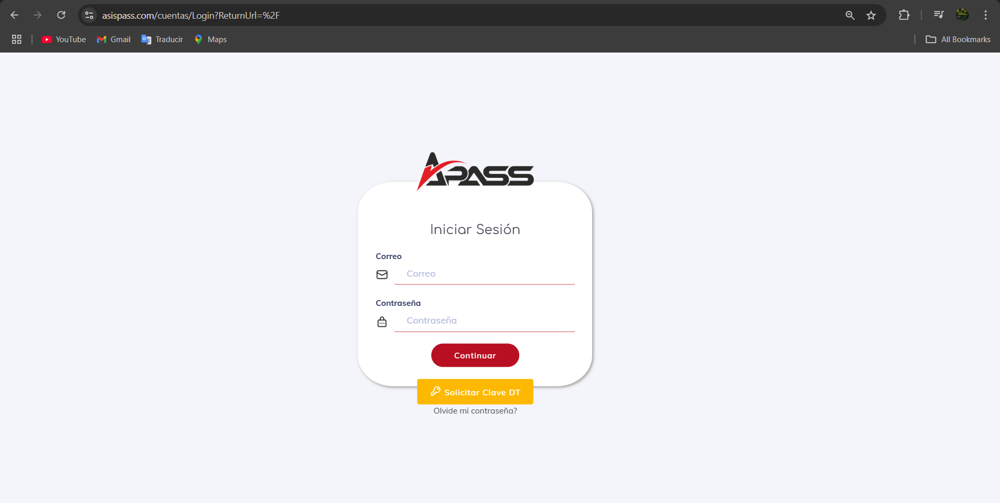 asispass.com/cuentas/Login?ReturnUrl=%2F
YouTube
Gmail
Traducir
Maps
All Bookmarks
APASS
Iniciar Sesión
Correo
Correo
Contraseña
Contraseña
Continuar
Solicitar Clave DT
Olvide mi contraseña?